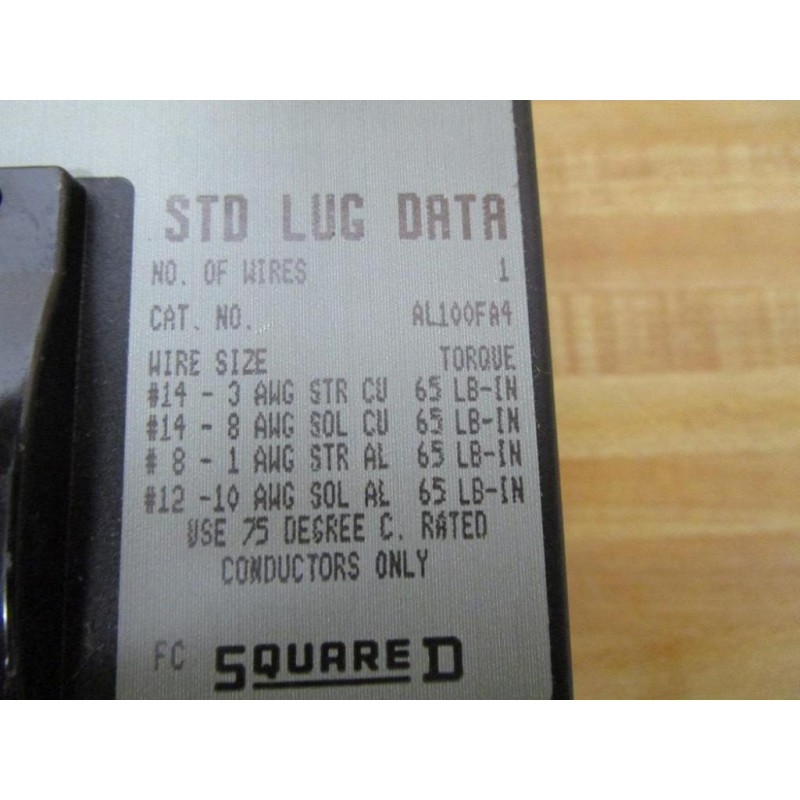 STD LUG DATA
NO. OF WIRES 1
CAT. NO. AL100FA4
WIRE SIZE TORQUE
#14 - 3 AWG STR CU 65 LB-IN
#14 - 8 AWG SOL CU 65 LB-IN
# 8 - 1 AWG STR AL 65 LB-IN
#12 -10 AWG SOL AL 65 LB-IN
USE 75 DEGREE C. RATED
CONDUCTORS ONLY
FC SQUARE D